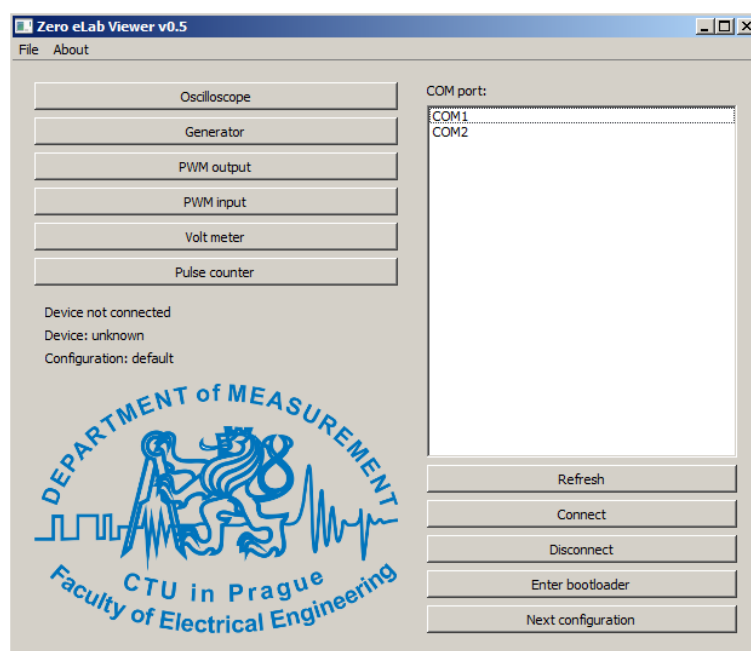 Zero eLab Viewer v0.5
File About
Oscilloscope
Generator
PWM output
PWM input
Volt meter
Pulse counter
Device not connected
Device: unknown
Configuration: default
DEPARTMENT of MEASUREMENT
CTU in Prague
Faculty of Electrical Engineering
COM port:
COM1
COM2
Refresh
Connect
Disconnect
Enter bootloader
Next configuration